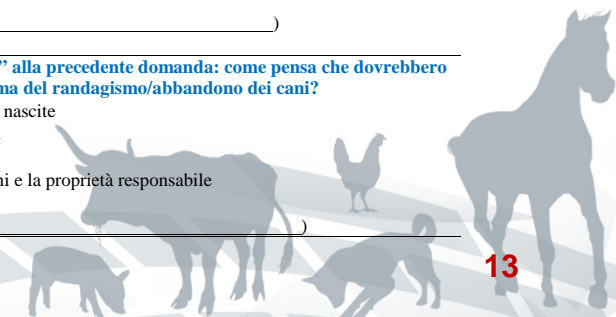 )
” alla precedente domanda: come pensa che dovrebbero
ma del randagismo/abbandono dei cani?
nascite
ni e la proprietà responsabile
)
13